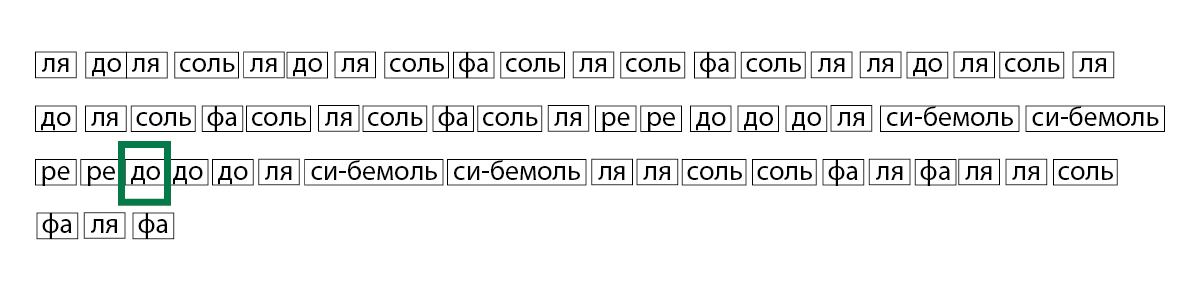 ля до ля соль ля до ля соль фа соль ля соль фа соль ля ля до ля соль ля
до ля соль фа соль ля соль фа соль ля ре ре до до до ля си-бемоль си-бемоль
ре ре до до до ля си-бемоль си-бемоль ля ля соль соль фа ля фа ля ля соль
фа ля фа